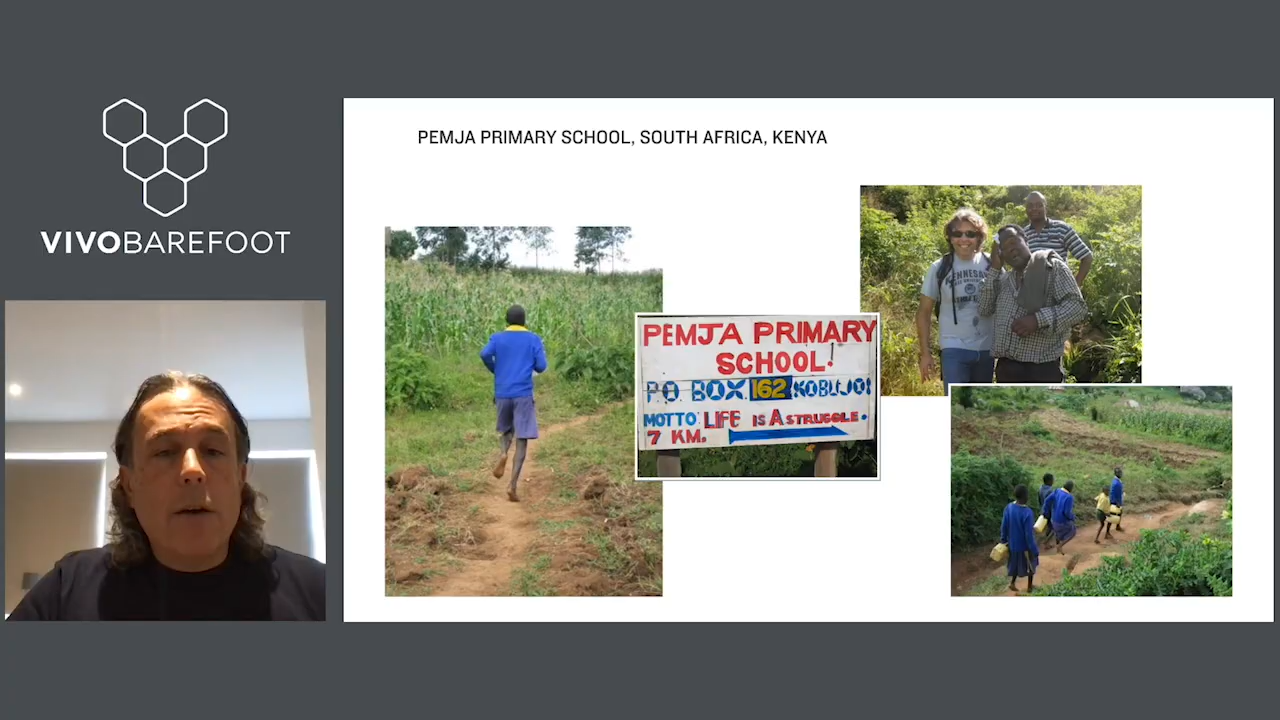 VIVOBAREFOOT
PEMJA PRIMARY SCHOOL, SOUTH AFRICA, KENYA
KENNESA
PEMJA PRIMARY
SCHOOL!
P.O. BOX. 162 KOBUJOI
MOTTO: LIFE IS A STRUGGLE.
7 KM.